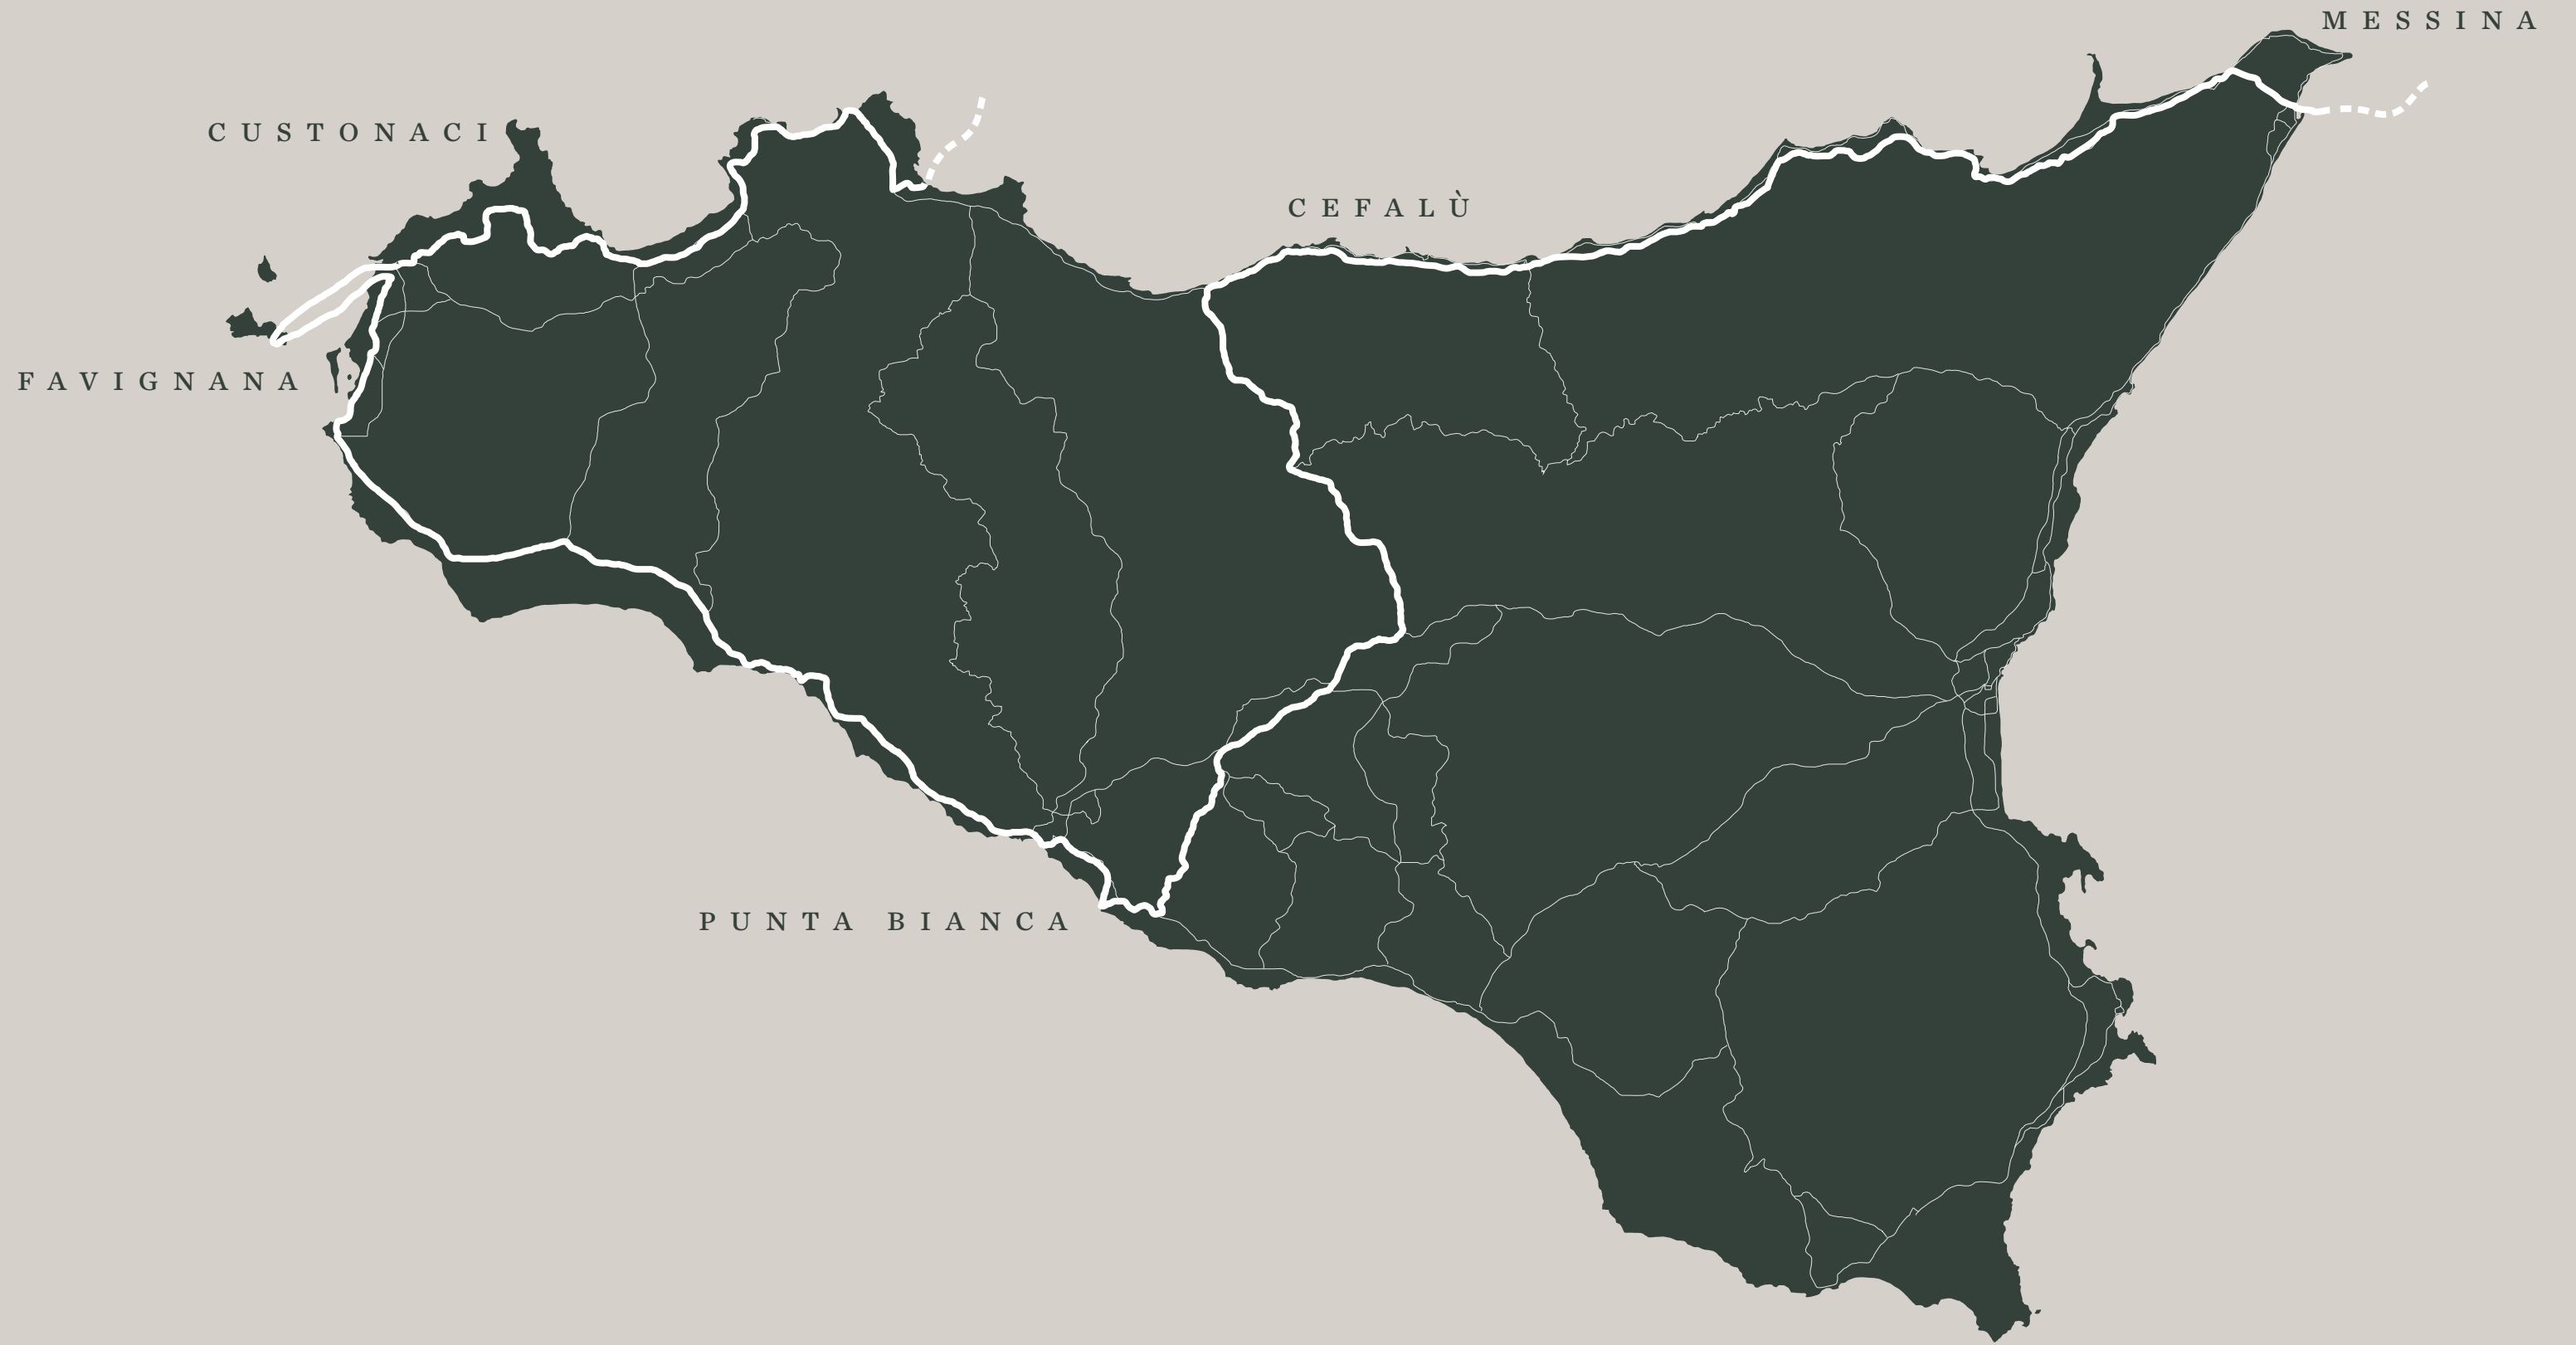 MESSINA
CUSTONACI
CEFALÙ
FAVIGNANA
PUNTA BIANCA